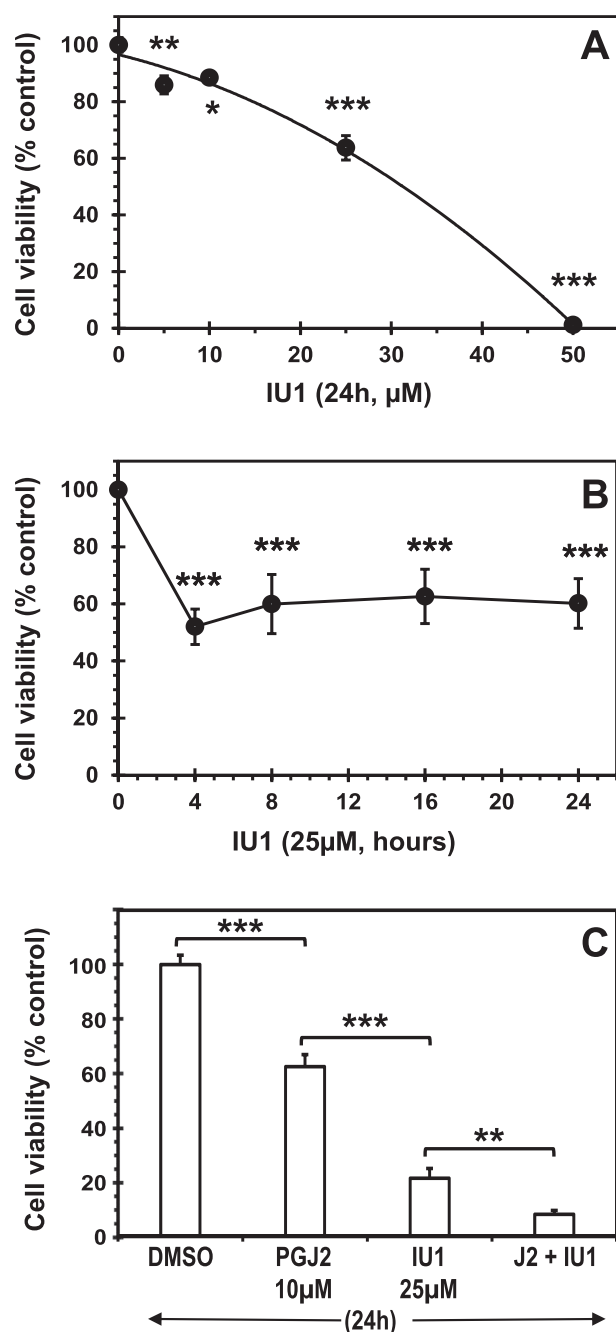 A
Cell viability (% control)
100
80
60
40
20
0
**
*
***
***
0 10 20 30 40 50
IU1 (24h, µM)
B
Cell viability (% control)
100
80
60
40
20
0
***
***
***
***
0 4 8 12 16 20 24
IU1 (25µM, hours)
C
Cell viability (% control)
100
80
60
40
20
0
***
***
**
DMSO PGJ2 IU1 J2 + IU1
10µM 25µM
(24h)